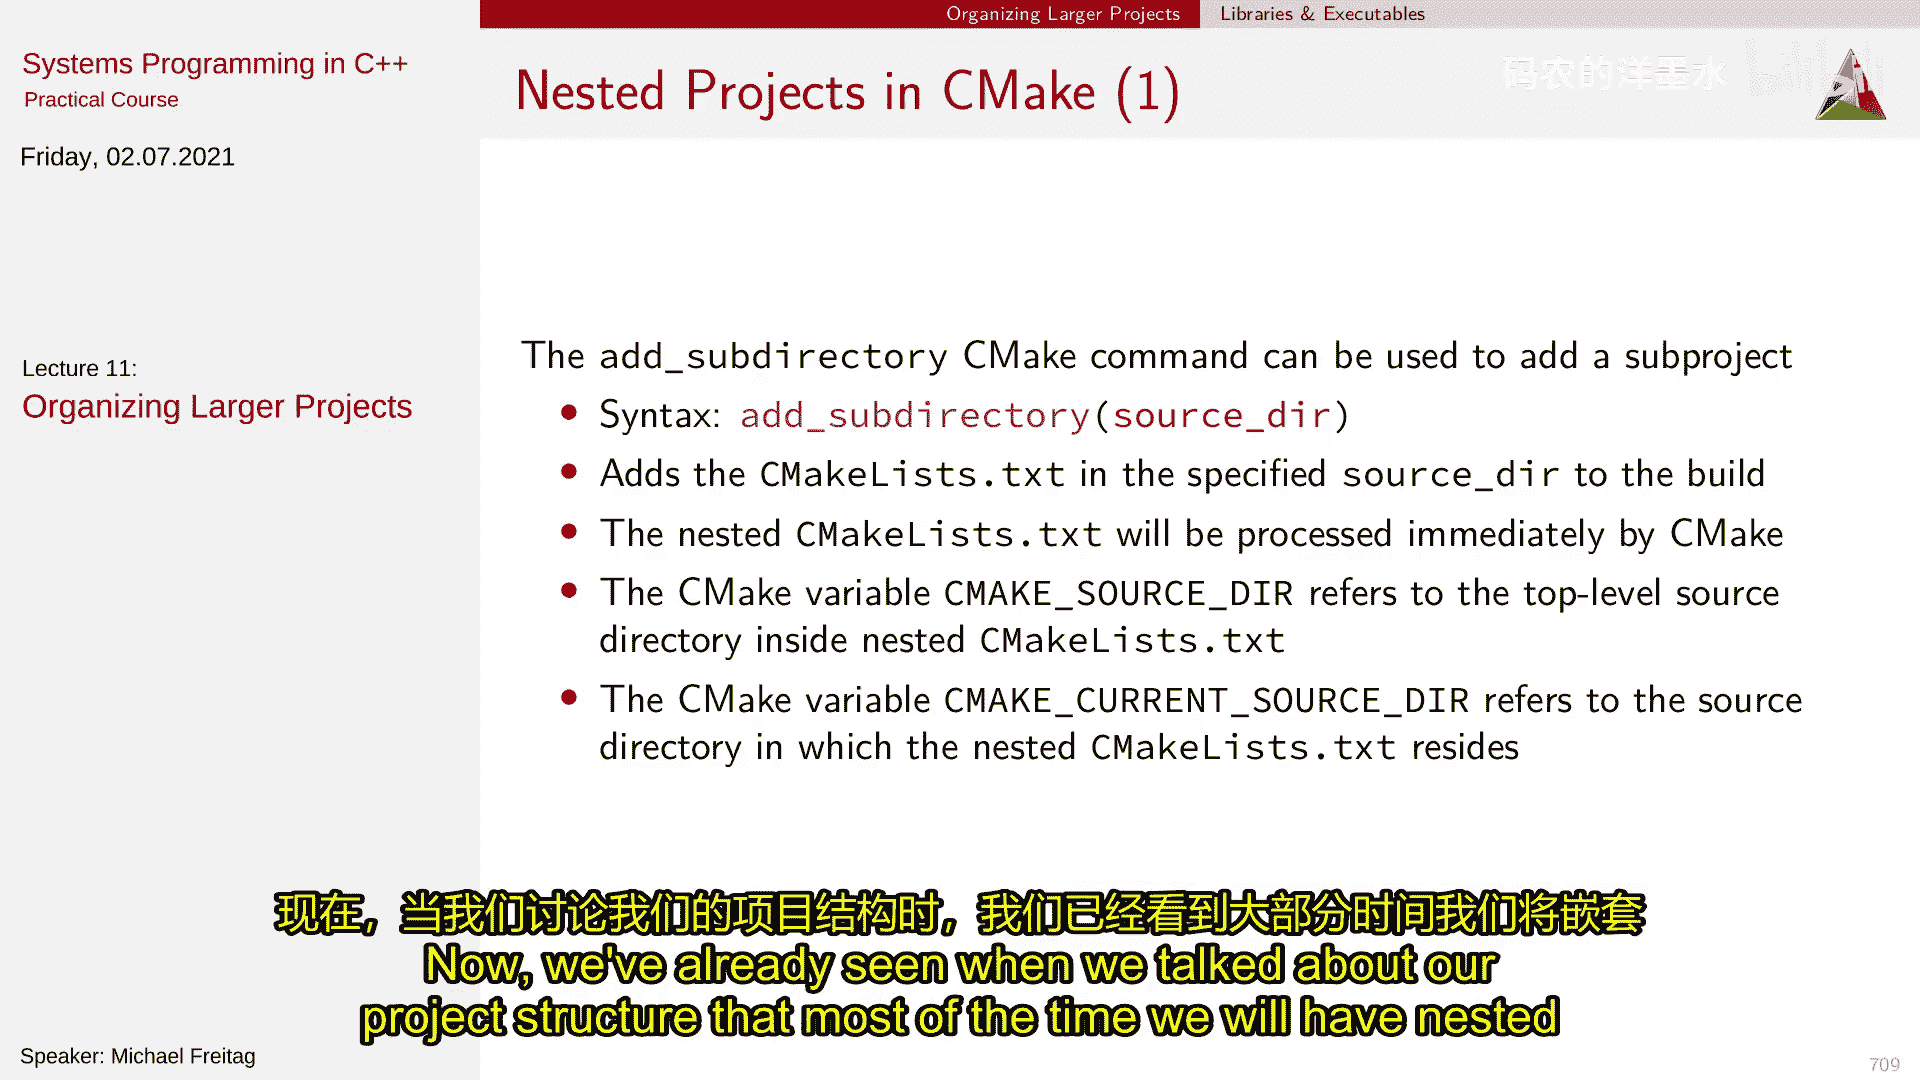 Organizing Larger Projects
Libraries & Executables
Systems Programming in C++
Practical Course
Friday, 02.07.2021
Lecture 11:
Organizing Larger Projects
Speaker: Michael Freitag
Nested Projects in CMake (1)
码农的洋墨水
The add_subdirectory CMake command can be used to add a subproject
• Syntax: add_subdirectory(source_dir)
• Adds the CMakeLists.txt in the specified source_dir to the build
• The nested CMakeLists.txt will be processed immediately by CMake
• The CMake variable CMAKE_SOURCE_DIR refers to the top-level source
directory inside nested CMakeLists.txt
• The CMake variable CMAKE_CURRENT_SOURCE_DIR refers to the source
directory in which the nested CMakeLists.txt resides
现在，当我们讨论我们的项目结构时，我们已经看到大部分时间我们将嵌套
Now, we've already seen when we talked about our
project structure that most of the time we will have nested
709